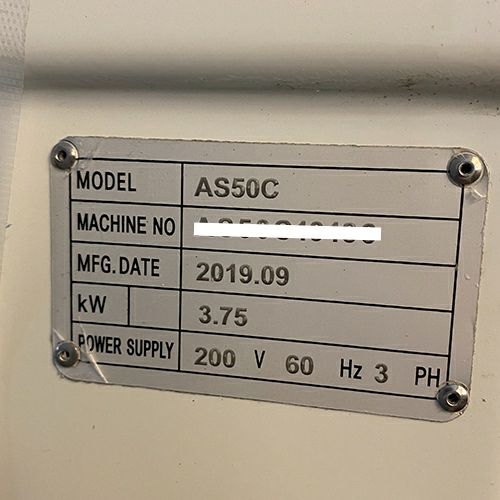 MODEL AS50C
MACHINE NO
MFG. DATE 2019.09
kW 3.75
POWER SUPPLY 200 V 60 Hz 3 PH